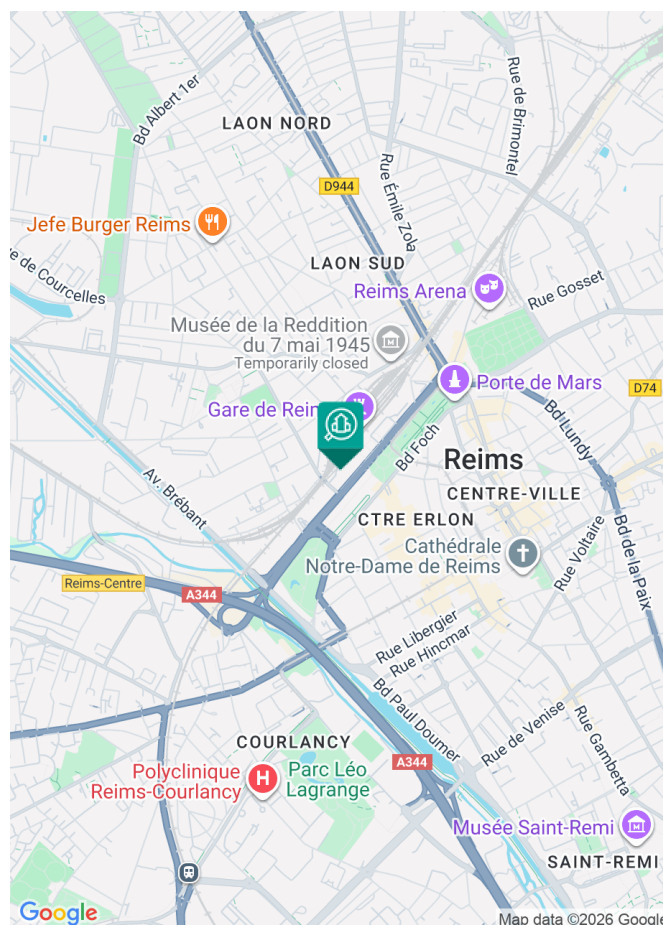 Bd Albert 1er
LAON NORD
Rue de Brimontel
D944
Rue Émile Zola
Jefe Burger Reims
e de Courcelles
LAON SUD
Reims Arena
Rue Gosset
Musée de la Reddition
du 7 mai 1945
Temporarily closed
Porte de Mars
D74
Gare de Rein
Bd Foch
Bd Lundy
Reims
Av. Brébant
CENTRE-VILLE
CTRE ERLON
Cathédrale
Notre-Dame de Reims
Rue Voltaire
Bd de la Paix
Reims-Centre
A344
Rue Libergier
Rue Hincmar
Bd Paul Doumer
Rue de Venise
Rue Gambetta
COURLANCY
A344
Polyclinique
Reims-Courlancy
H
Parc Léo
Lagrange
Musée Saint-Remi
SAINT-REMI
Google
Map data ©2026 Google